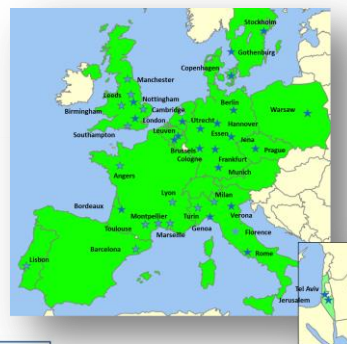 Stockholm
Gothenburg
Copenhagen
Manchester
Leeds
Nottingham
Birmingham
Cambridge
London
Southampton
Berlin
Warsaw
Utrecht
Hannover
Essen
Leuven
Jena
Brussels
Prague
Cologne
Frankfurt
Munich
Angers
Lyon
Milan
Bordeaux
Verona
Montpellier
Turin
Toulouse
Florence
Marseille
Genoa
Barcelona
Rome
Lisbon
Tel Aviv
Jerusalem